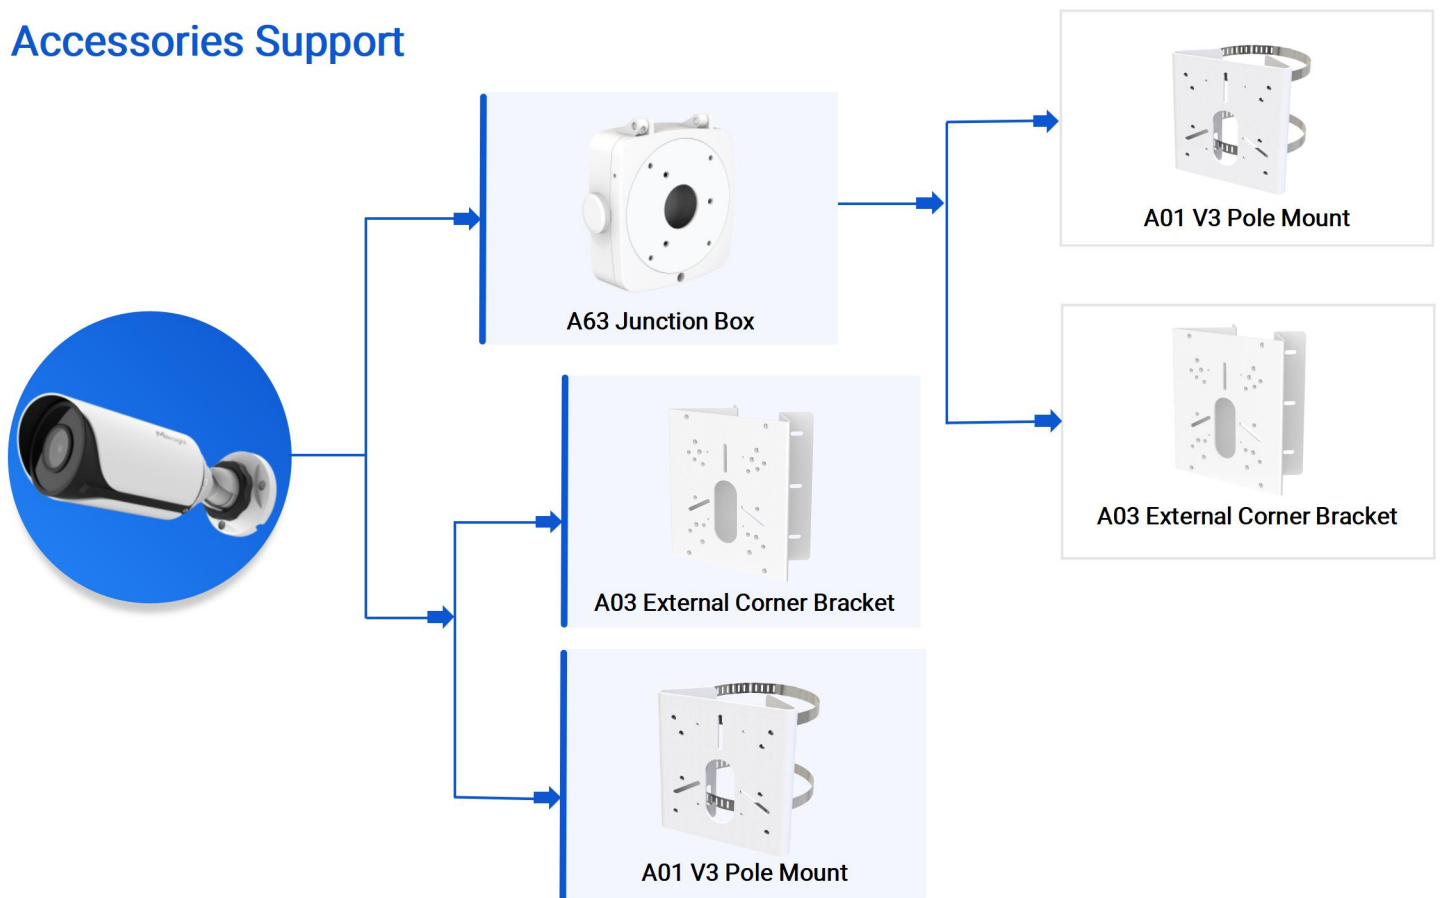 Accessories Support
A01 V3 Pole Mount
A63 Junction Box
A03 External Corner Bracket
A03 External Corner Bracket
A01 V3 Pole Mount